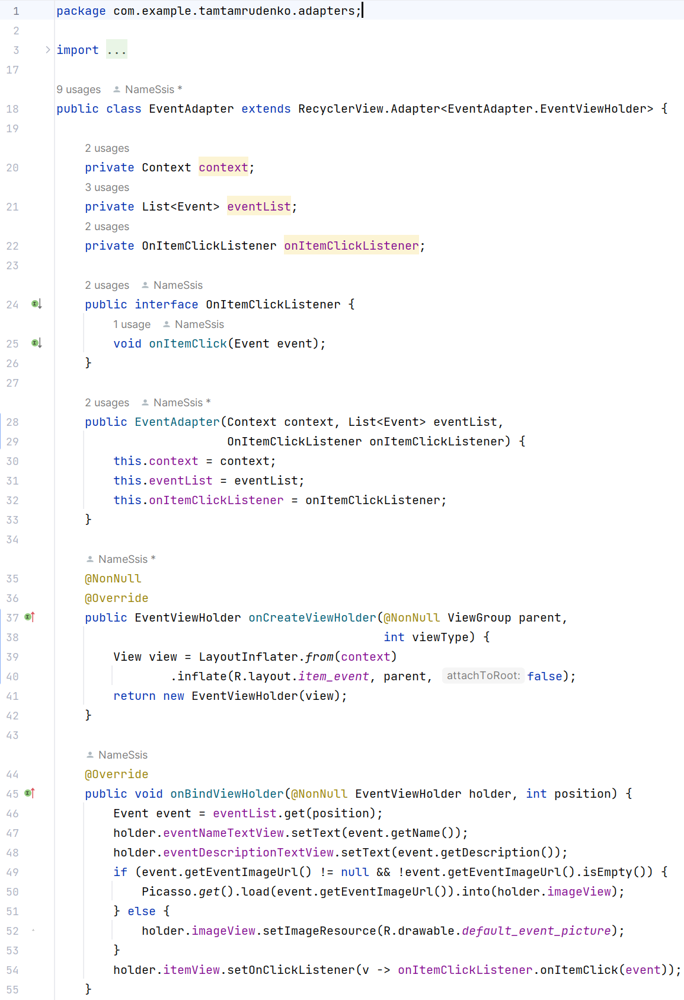 1 package com.example.tamtamrudenko.adapters;
2
3 import ...
17
9 usages NameSsis *
18 public class EventAdapter extends RecyclerView.Adapter<EventAdapter.EventViewHolder> {
19
2 usages
20 private Context context;
3 usages
21 private List<Event> eventList;
2 usages
22 private OnItemClickListener onItemClickListener;
23
2 usages NameSsis
24 public interface OnItemClickListener {
1 usage NameSsis
25 void onItemClick(Event event);
26 }
27
2 usages NameSsis *
28 public EventAdapter(Context context, List<Event> eventList,
29 OnItemClickListener onItemClickListener) {
30 this.context = context;
31 this.eventList = eventList;
32 this.onItemClickListener = onItemClickListener;
33 }
34
NameSsis *
35 @NonNull
36 @Override
37 public EventViewHolder onCreateViewHolder(@NonNull ViewGroup parent,
38 int viewType) {
39 View view = LayoutInflater.from(context)
40 .inflate(R.layout.item_event, parent, attachToRoot: false);
41 return new EventViewHolder(view);
42 }
43
NameSsis
44 @Override
45 public void onBindViewHolder(@NonNull EventViewHolder holder, int position) {
46 Event event = eventList.get(position);
47 holder.eventNameTextView.setText(event.getName());
48 holder.eventDescriptionTextView.setText(event.getDescription());
49 if (event.getEventImageUrl() != null && !event.getEventImageUrl().isEmpty()) {
50 Picasso.get().load(event.getEventImageUrl()).into(holder.imageView);
51 } else {
52 holder.imageView.setImageResource(R.drawable.default_event_picture);
53 }
54 holder.itemView.setOnClickListener(v -> onItemClickListener.onItemClick(event));
55 }